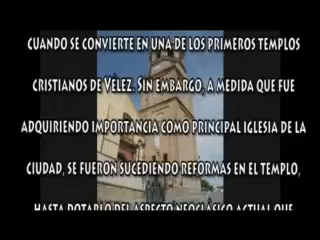 CUANDO SE CONVIERTE EN UNA DE LOS PRIMEROS TEMPLOS
CRISTIANOS DE VELEZ. SIN EMBARGO, A MEDIDA QUE FUE
ADQUIRIENDO IMPORTANCIA COMO PRINCIPAL IGLESIA DE LA
CIUDAD, SE FUERON SUCEDIENDO REFORMAS EN EL TEMPLO,
HASTA DOTARLO DEL ASPECTO NEOCLÁSICO ACTUAL QUE